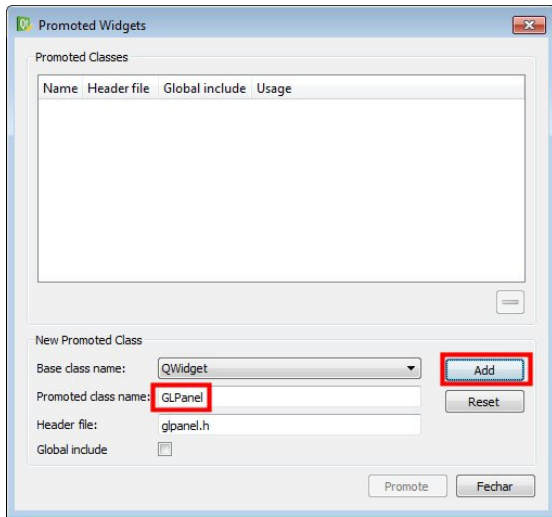 Promoted Widgets
Promoted Classes
Name Header file Global include Usage
New Promoted Class
Base class name: QWidget
Add
Promoted class name: GLPanel
Reset
Header file: glpanel.h
Global include
Promote Fechar